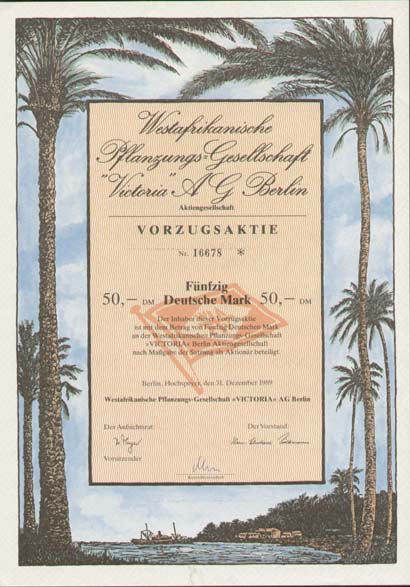 Westafrikanische
Pflanzungs=Gesellschaft
"Victoria" AG Berlin
Aktiengesellschaft
VORZUGSAKTIE
Nr. 16678 *
Fünfzig
50,– DM Deutsche Mark 50,– DM
Der Inhaber dieser Vorzugsaktie
ist mit dem Betrag von Fünfzig Deutschen Mark
an der Westafrikanischen Pflanzungs-Gesellschaft
»VICTORIA« Berlin Aktiengesellschaft
nach Maßgabe der Satzung als Aktionär beteiligt.
Berlin, Hochspeyer, den 31. Dezember 1989
Westafrikanische Pflanzungs-Gesellschaft »VICTORIA« AG Berlin
Der Aufsichtsrat: Der Vorstand:
Vorsitzender